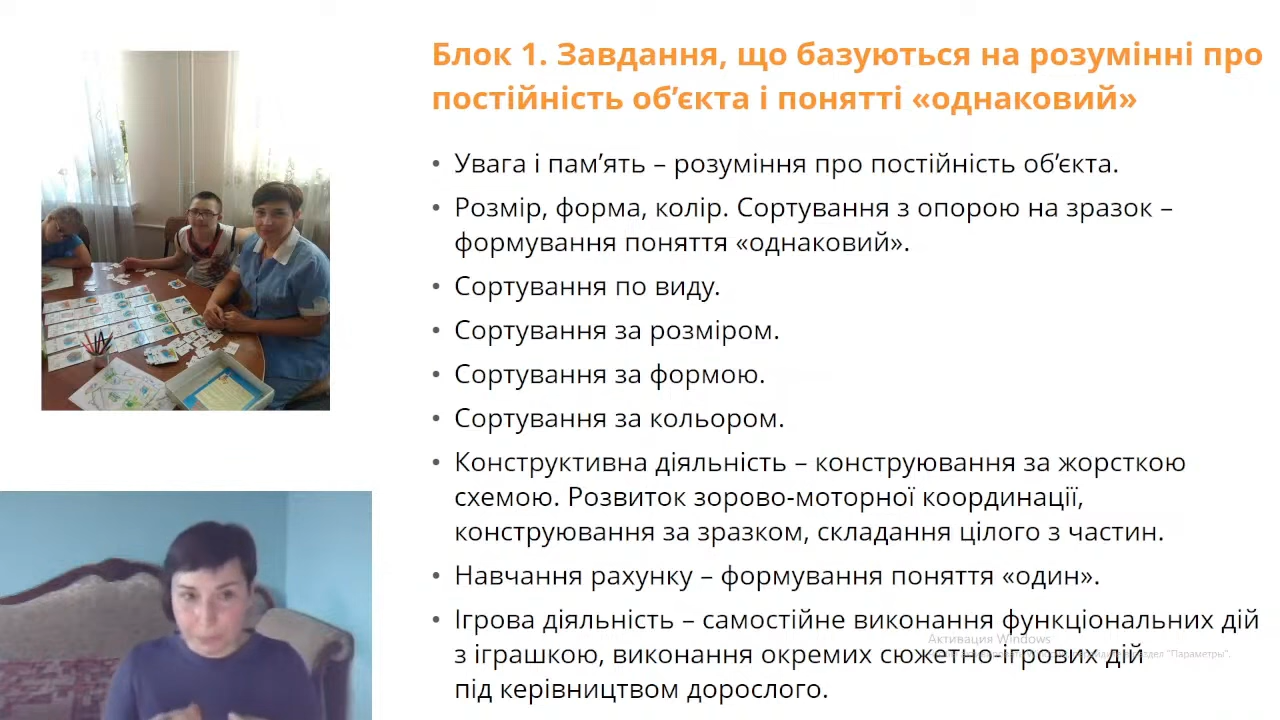 Блок 1. Завдання, що базуються на розумінні про
постійність об’єкта і понятті «однаковий»
• Увага і пам’ять – розуміння про постійність об’єкта.
• Розмір, форма, колір. Сортування з опорою на зразок –
формування поняття «однаковий».
• Сортування по виду.
• Сортування за розміром.
• Сортування за формою.
• Сортування за кольором.
• Конструктивна діяльність – конструювання за жорсткою
схемою. Розвиток зорово-моторної координації,
конструювання за зразком, складання цілого з частин.
• Навчання рахунку – формування поняття «один».
• Ігрова діяльність – самостійне виконання функціональних дій
з іграшкою, виконання окремих сюжетно-ігрових дій
під керівництвом дорослого.
Активация Windows
раздел "Параметры".